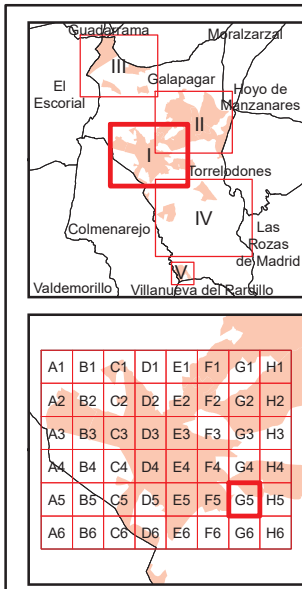 Guadarrama
Moralzarzal
III
El
Escorial
Galapagar
Hoyo de
Manzanares
II
I
Torrelodones
IV
Colmenarejo
Las
Rozas
de Madrid
V
Valdemorillo
Villanueva del Pardillo
A1 B1 C1 D1 E1 F1 G1 H1
A2 B2 C2 D2 E2 F2 G2 H2
A3 B3 C3 D3 E3 F3 G3 H3
A4 B4 C4 D4 E4 F4 G4 H4
A5 B5 C5 D5 E5 F5 G5 H5
A6 B6 C6 D6 E6 F6 G6 H6